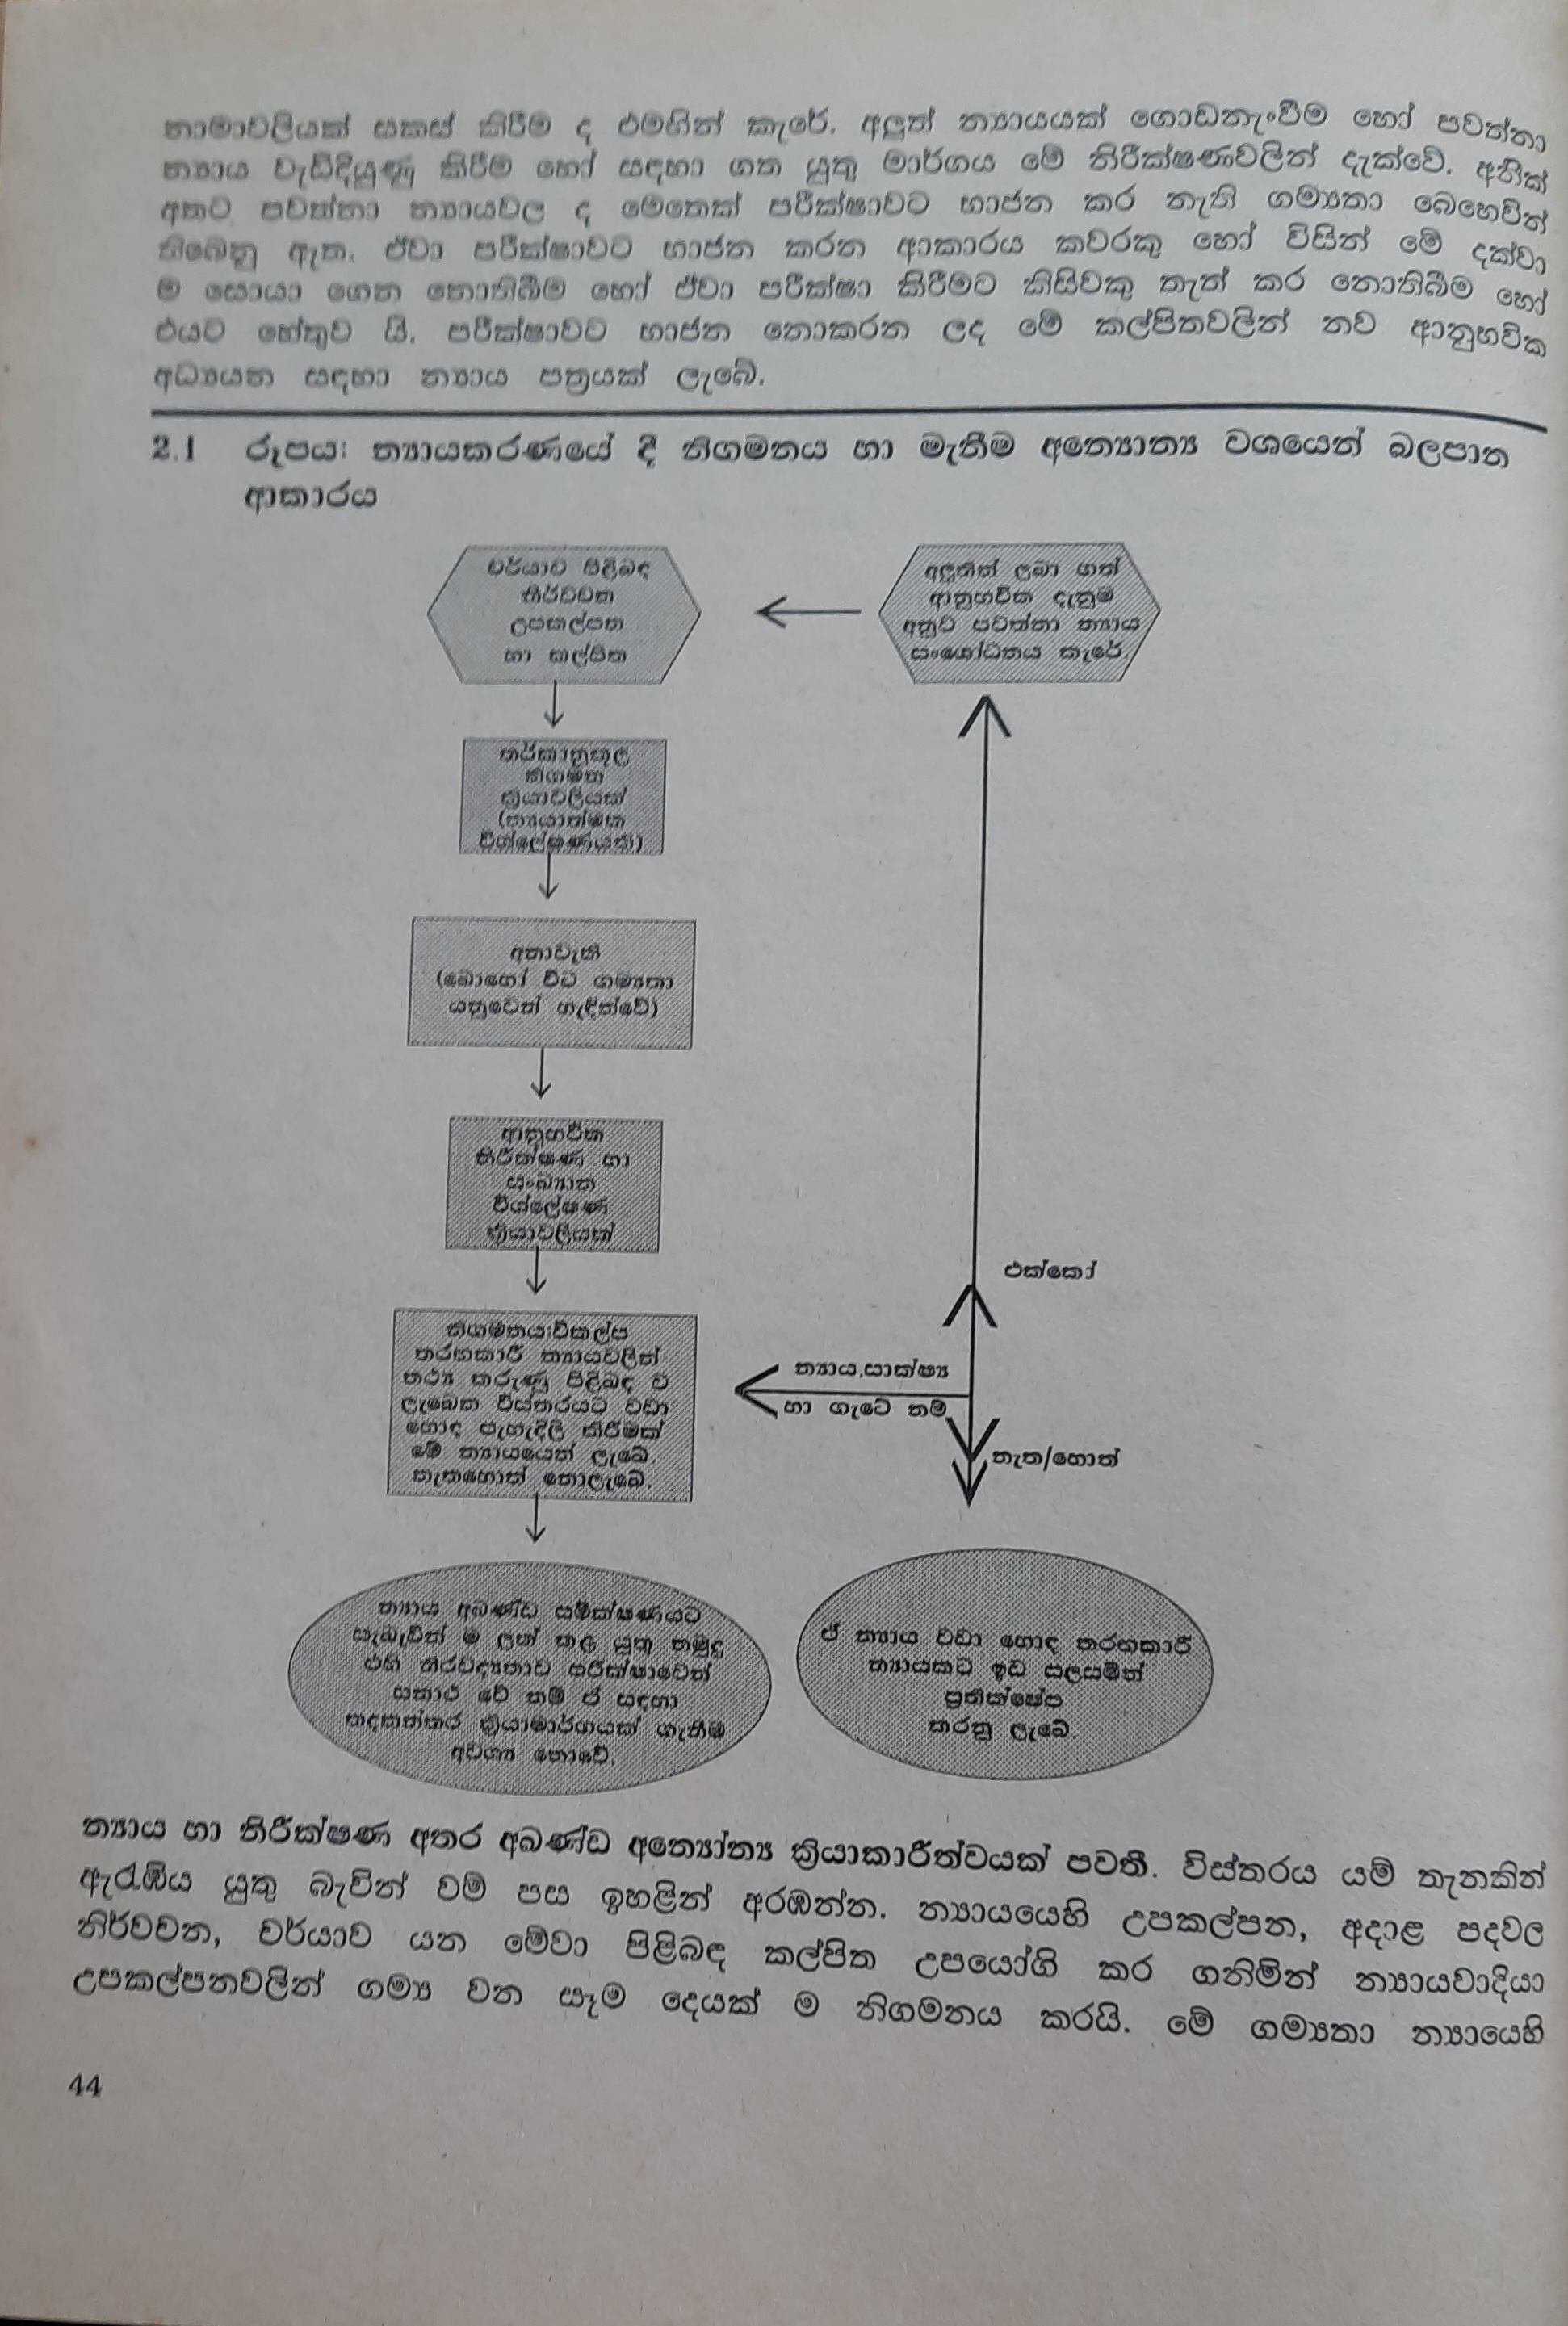 නාමාවලියක් සකස් කිරීම ද එමගින් කැරේ. අලුත් න්‍යායයක් ගොඩනැංවීම හෝ පවත්නා
න්‍යාය වැඩිදියුණු කිරීම හෝ සඳහා ගත යුතු මාර්ගය මේ නිරීක්ෂණවලින් දැක්වේ. අනික්
අතට පවත්නා න්‍යායවල ද මෙතෙක් පරීක්ෂාවට භාජන කර නැති ගම්‍යතා බෙහෙවින්
තිබෙනු ඇත. ඒවා පරීක්ෂාවට භාජන කරන ආකාරය කවරකු හෝ විසින් මේ දක්වා
ම සොයා ගෙන නොතිබීම හෝ ඒවා පරීක්ෂා කිරීමට කිසිවකු තැත් කර නොතිබීම හෝ
එයට හේතුව යි. පරීක්ෂාවට භාජන නොකරන ලද මේ කල්පිතවලින් නව ආනුභවික
අධ්‍යයන සඳහා න්‍යාය පත්‍රයක් ලැබේ.
2.1 රූපය: න්‍යායකරණයේ දී නිගමනය හා මැනීම අන්‍යොන්‍ය වශයෙන් බලපාන
ආකාරය
චර්යාව පිළිබඳ
නිර්වචන
උපකල්පන
හා කල්පිත
අලුතින් ලබා ගත්
ආනුභවික දැනුම
අනුව පවත්නා න්‍යාය
සංශෝධනය කැරේ.
තර්කානුකූල
නිගමන
ක්‍රියාවලියක්
(න්‍යායාත්මක
විශ්ලේෂණයක්)
අනාවැකි
(බොහෝ විට ගම්‍යතා
යනුවෙන් හැඳින්වේ)
ආනුභවික
නිරීක්ෂණ හා
සංඛ්‍යාත
විශ්ලේෂණ
ක්‍රියාවලියක්
එක්කෝ
නිගමනය:විකල්ප
තරඟකාරී න්‍යායවලින්
තථ්‍ය කරුණු පිළිබඳ ව
ලැබෙන විස්තරයට වඩා
හොඳ පැහැදිලි කිරීමක්
මේ න්‍යායයෙන් ලැබේ.
නැතහොත් නොලැබේ.
න්‍යාය,සාක්ෂ්‍ය
හා ගැටේ නම්
නැත/හොත්
න්‍යාය අඛණ්ඩ සමීක්ෂණයට
සැබැවින් ම ලක් කළ යුතු නමුදු
එහි නිරවද්‍යතාව පරීක්ෂාවෙන්
සනාථ වේ නම් ඒ සඳහා
තදනන්තර ක්‍රියාමාර්ගයක් ගැනීම
අවශ්‍ය නොවේ.
ඒ න්‍යාය වඩා හොඳ තරඟකාරී
න්‍යායකට ඉඩ සලසමින්
ප්‍රතික්ෂේප
කරනු ලැබේ.
න්‍යාය හා නිරීක්ෂණ අතර අඛණ්ඩ අන්‍යෝන්‍ය ක්‍රියාකාරීත්වයක් පවතී. විස්තරය යම් තැනකින්
ඇරැඹිය යුතු බැවින් වම් පස ඉහළින් අරඹන්න. න්‍යායයෙහි උපකල්පන, අදාළ පදවල
නිර්වචන, චර්යාව යන මේවා පිළිබඳ කල්පිත උපයෝගි කර ගනිමින් න්‍යායවාදියා
උපකල්පනවලින් ගම්‍ය වන සෑම දෙයක් ම නිගමනය කරයි. මේ ගම්‍යතා න්‍යායෙහි
44